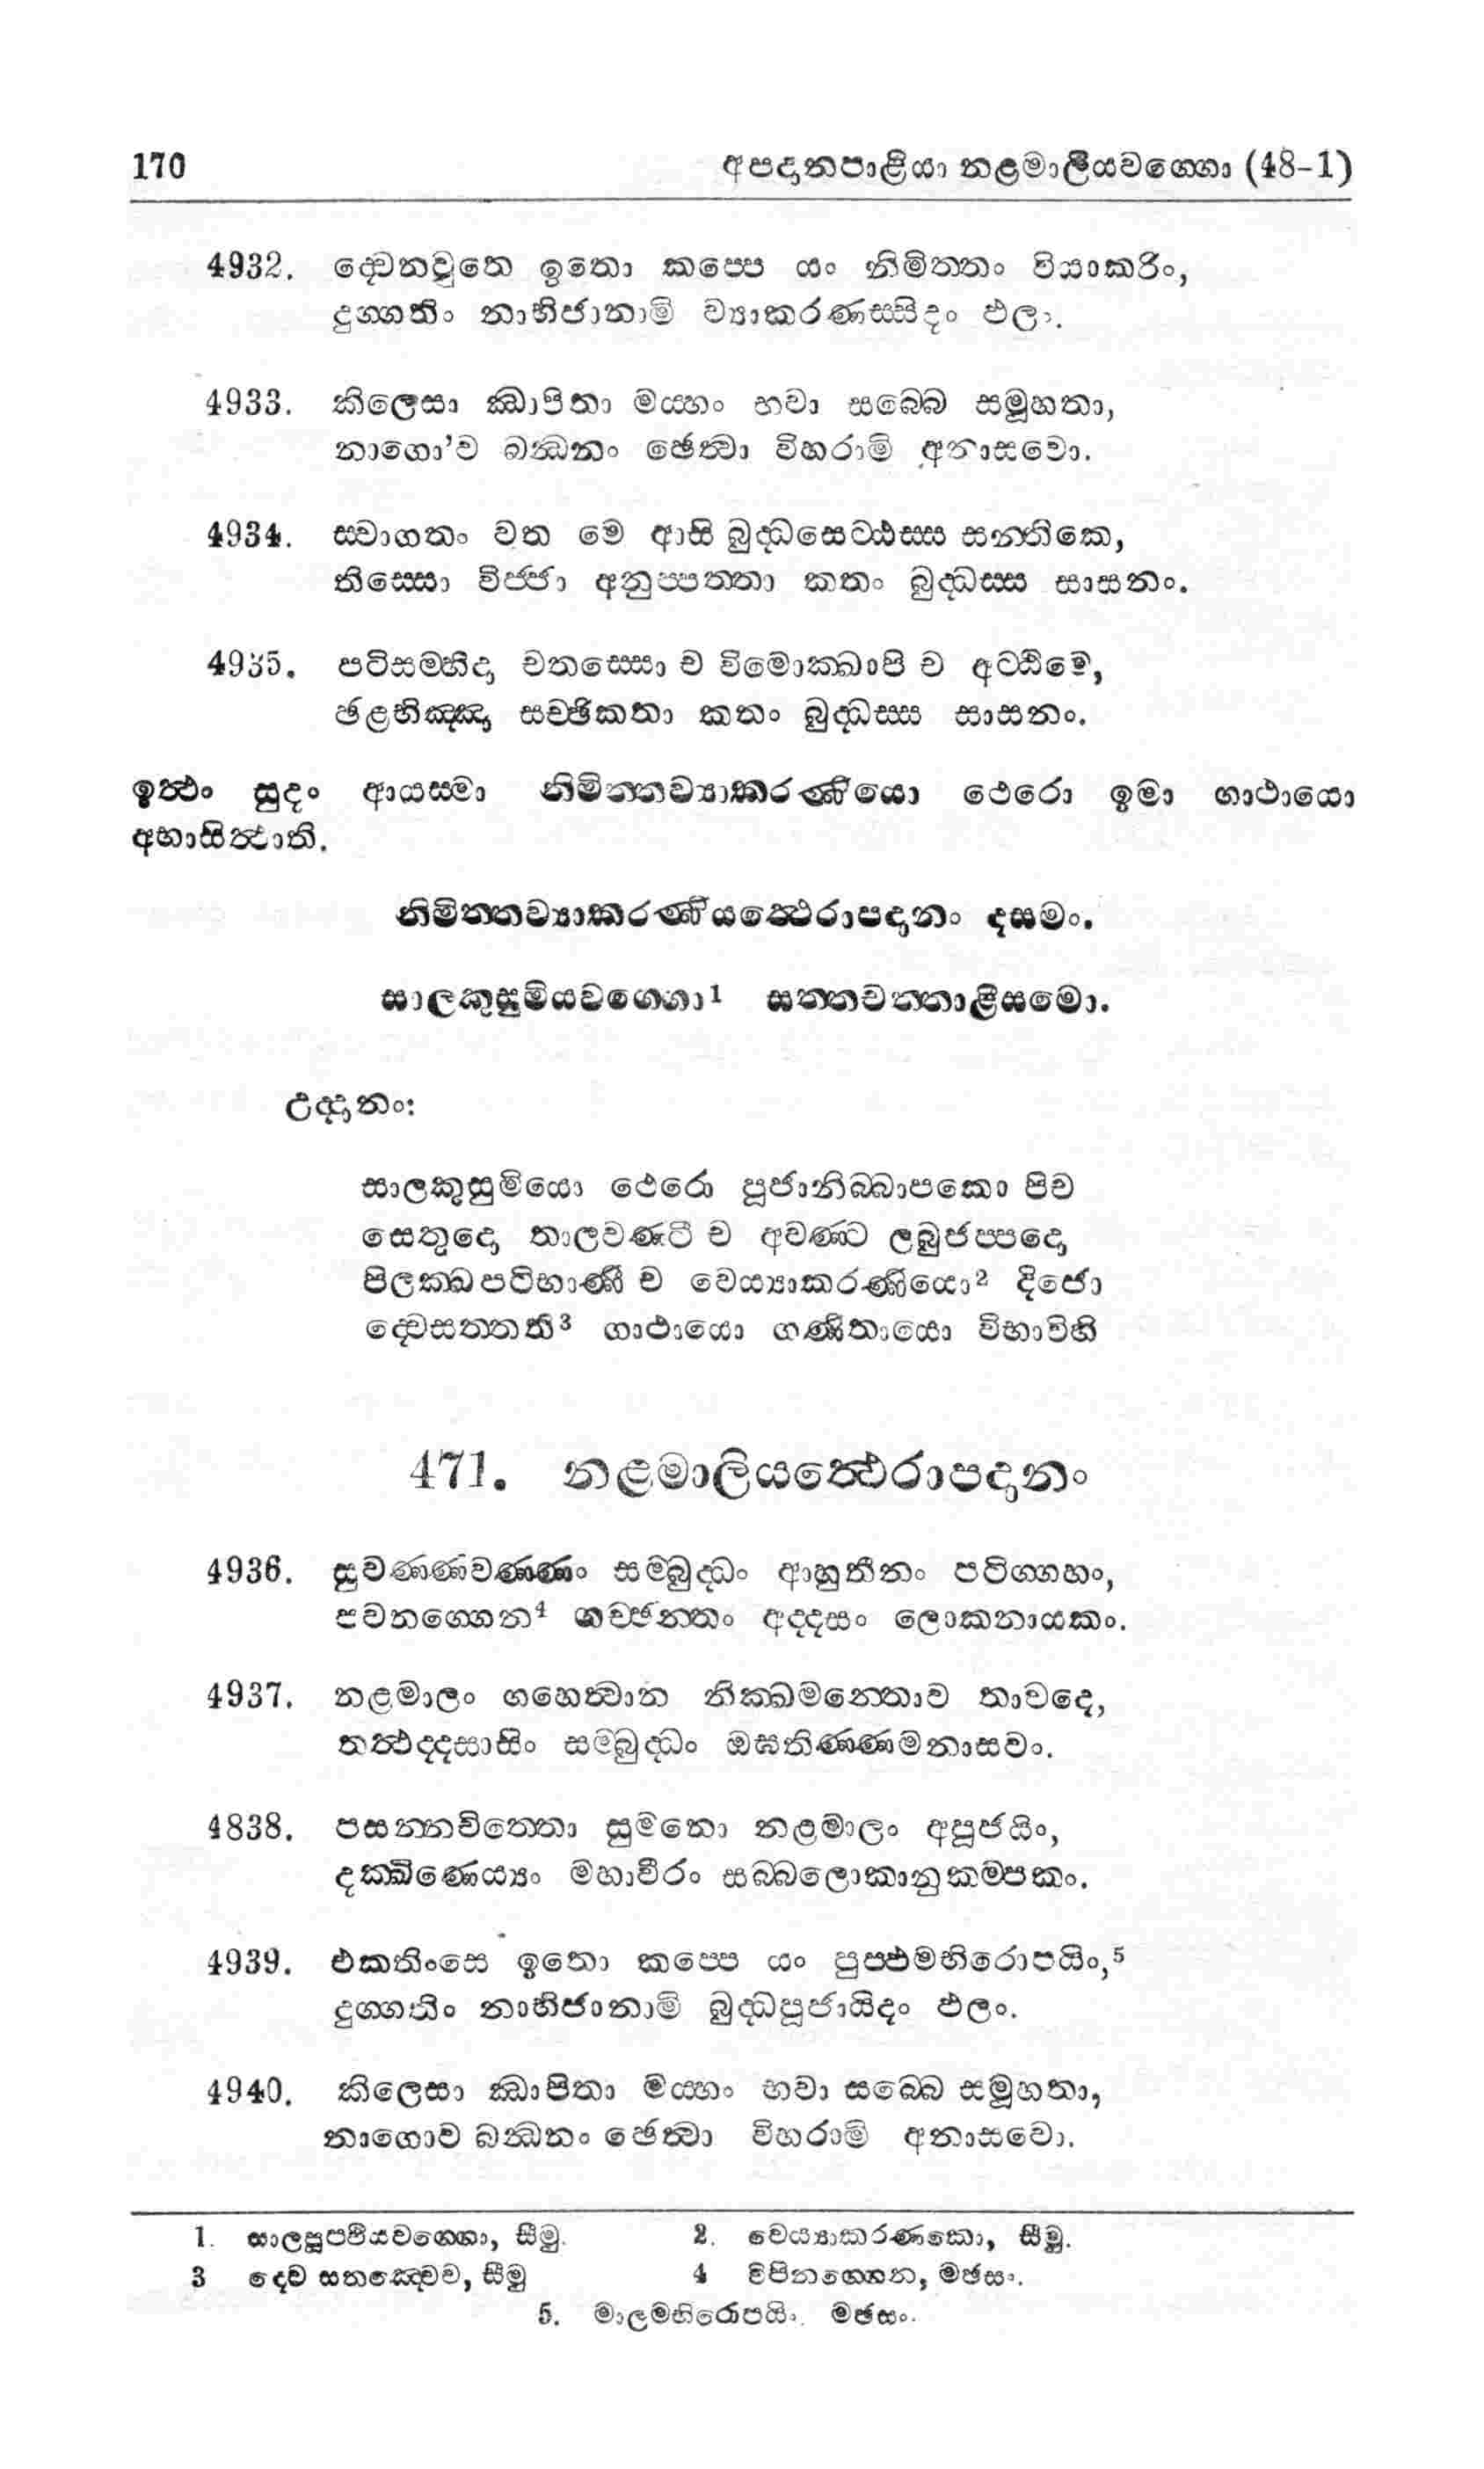 170 අපදානපාළියා නළමාලීයවග්ගො (48-1)
4932. ද්වෙනවුතෙ ඉතො කප්පෙ යං නිමිත්තං වියාකරිං,
දුග්ගතිං නාභිජානාමි ව්‍යාකරණස්සිදං ඵලං.
4933. කිලෙසා ඣාපිතා මය්හං භවා සබ්බෙ සමූහතා,
නාගො'ව බන්ධනං ඡෙත්වා විහරාමි අනාසවො.
4934. ස්වාගතං වත මෙ ආසි බුද්ධසෙට්ඨස්ස සන්තිකෙ,
තිස්සො විජ්ජා අනුප්පත්තා කතං බුද්ධස්ස සාසනං.
4935. පටිසම්භිදා චතස්සො ච විමොක්ඛාපි ච අට්ඨිමෙ,
ඡළභිඤ්ඤා සච්ඡිකතා කතං බුද්ධස්ස සාසනං.
ඉත්ථං සුදං ආයස්මා නිමිත්තව්‍යාකරණීයො ථෙරො ඉමා ගාථායො
අභාසිත්ථාති.
නිමිත්තව්‍යාකරණීයත්ථෙරාපදානං දසමං.
සාලකුසුමියවග්ගො¹ සත්තචත්තාළීසමො.
උද්දානං:
සාලකුසුමියො ථෙරො පූජානිබ්බාපකො පිච
සෙතුදො තාලවණ්ටී ච අවණ්ට ලබුජප්පදො
පිලක්ඛපටිභාණී ච වෙය්‍යාකරණීයො² දිජො
ද්වෙසත්තති³ ගාථායො ගණිතායො විභාවිහි
471. නළමාලියත්ථෙරාපදානං
4936. සුවණ්ණවණ්ණං සම්බුද්ධං ආහුතීනං පටිග්ගහං,
පවනග්ගෙන⁴ ගච්ඡන්තං අද්දසං ලොකනායකං.
4937. නළමාලං ගහෙත්වාන නික්ඛමන්තොව තාවදෙ,
තත්ථද්දසාසිං සම්බුද්ධං ඔඝතිණ්ණමනාසවං.
4838. පසන්නචිත්තො සුමනො නළමාලං අපූජයිං,
දක්ඛිණෙය්‍යං මහාවීරං සබ්බලොකානුකම්පකං.
4939. එකතිංසෙ ඉතො කප්පෙ යං පුප්ඵමභිරොපයිං,⁵
දුග්ගතිං නාභිජානාමි බුද්ධපූජායිදං ඵලං.
4940. කිලෙසා ඣාපිතා මය්හං භවා සබ්බෙ සමූහතා,
නාගොව බන්ධනං ඡෙත්වා විහරාමි අනාසවො.
1. සාලපුප්ඵියවග්ගො, සීමු. 2. වෙය්‍යාකරණකො, සීමු.
3 ද්වෙ සතඤ්චෙව, සීමු 4 විපිනග්ගෙන, මඡසං.
5. මාලමභිරොපයිං. මඡසං.